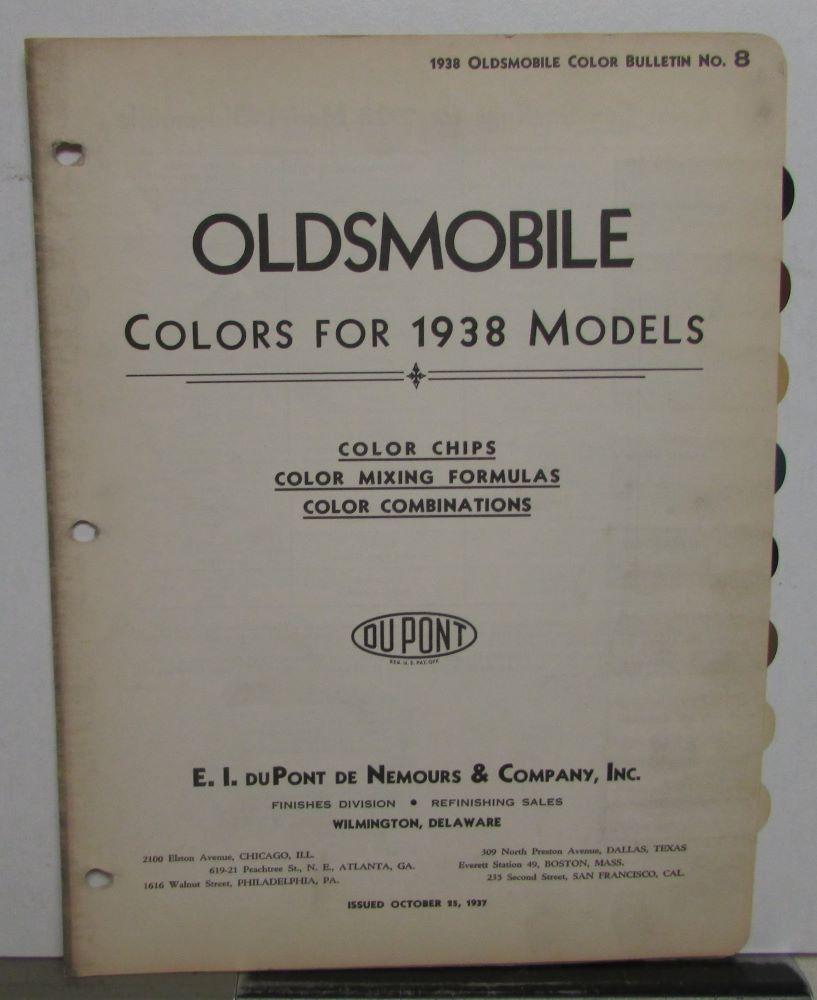 1938 OLDSMOBILE COLOR BULLETIN NO. 8
OLDSMOBILE
COLORS FOR 1938 MODELS
COLOR CHIPS
COLOR MIXING FORMULAS
COLOR COMBINATIONS
DU PONT
REG. U. S. PAT. OFF.
E. I. DUPONT DE NEMOURS & COMPANY, INC.
FINISHES DIVISION • REFINISHING SALES
WILMINGTON, DELAWARE
2100 Elston Avenue, CHICAGO, ILL.
619-21 Peachtree St., N. E., ATLANTA, GA.
1616 Walnut Street, PHILADELPHIA, PA.
309 North Preston Avenue, DALLAS, TEXAS
Everett Station 49, BOSTON, MASS.
235 Second Street, SAN FRANCISCO, CAL.
ISSUED OCTOBER 25, 1937